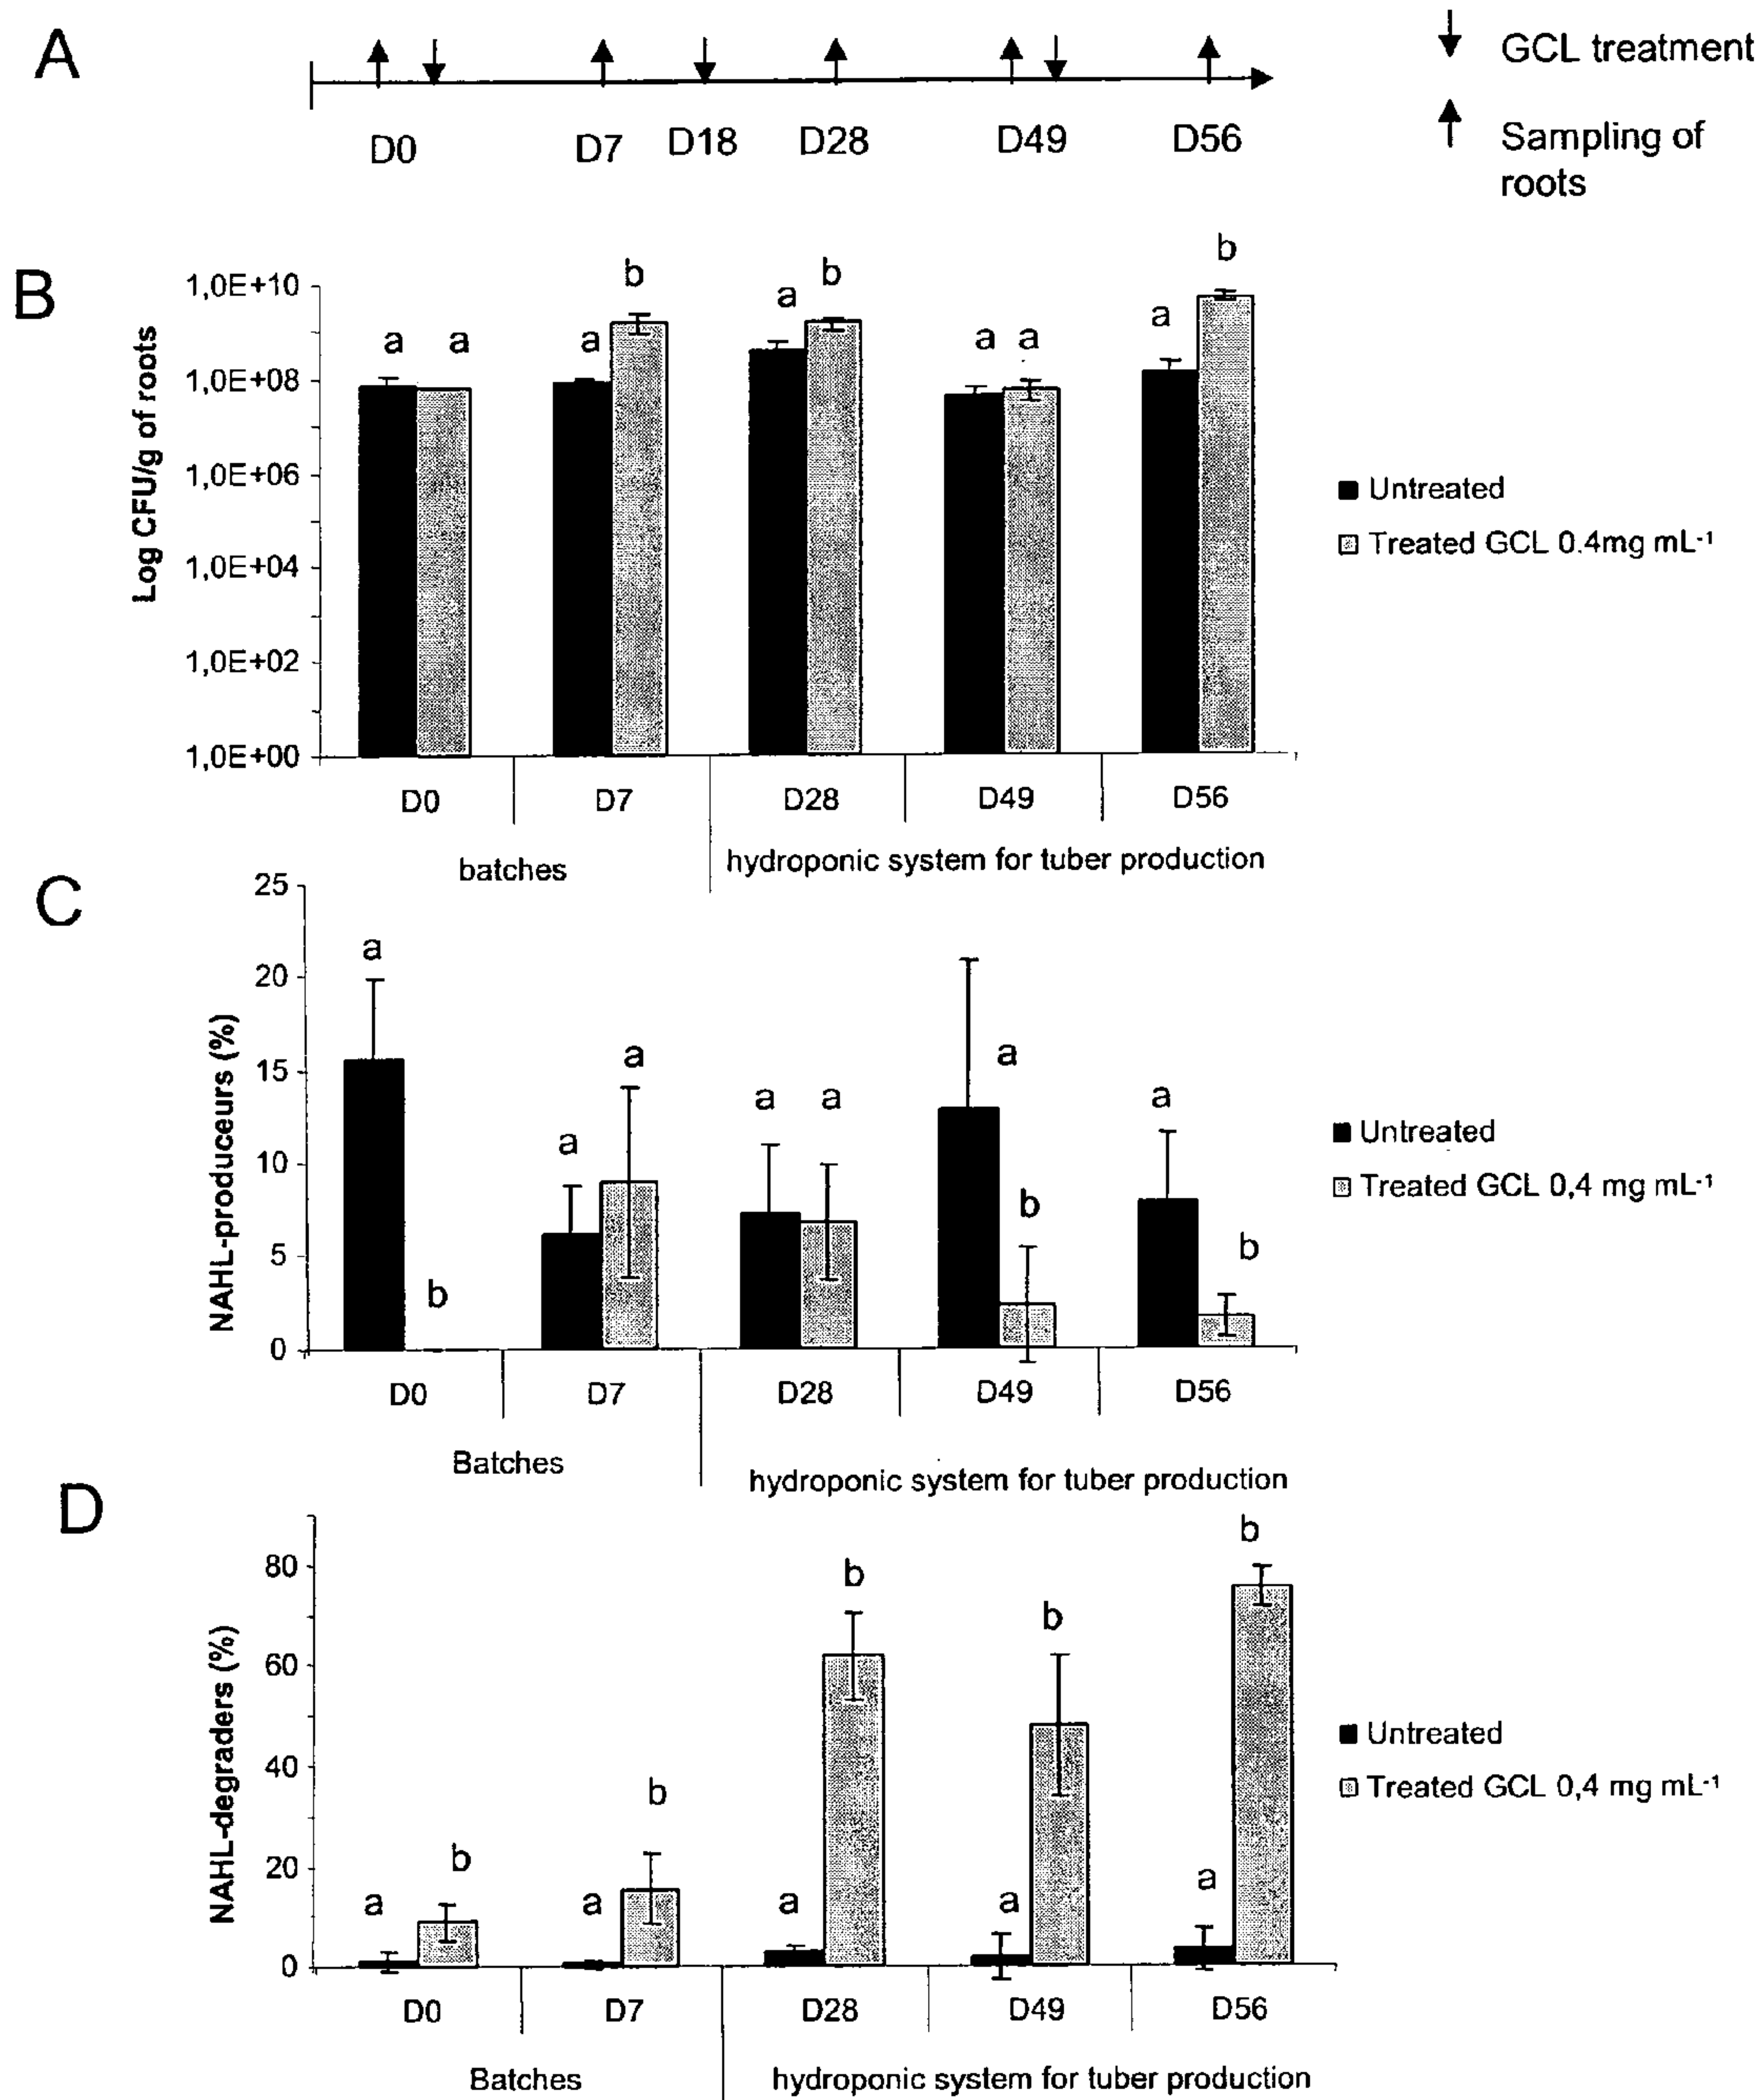 A
D0 D7 D18 D28 D49 D56
GCL treatment
Sampling of
roots
B
Log CFU/g of roots
1,0E+10
1,0E+08
1,0E+06
1,0E+04
1,0E+02
1,0E+00
a a a b a b a a a b
D0 D7 D28 D49 D56
batches hydroponic system for tuber production
Untreated
Treated GCL 0.4mg mL-1
C
NAHL-produceurs (%)
25
20
15
10
5
0
a b a a a a a b a b
D0 D7 D28 D49 D56
Batches hydroponic system for tuber production
Untreated
Treated GCL 0,4 mg mL-1
D
NAHL-degraders (%)
80
60
40
20
0
a b a b a b a b a b
D0 D7 D28 D49 D56
Batches hydroponic system for tuber production
Untreated
Treated GCL 0,4 mg mL-1